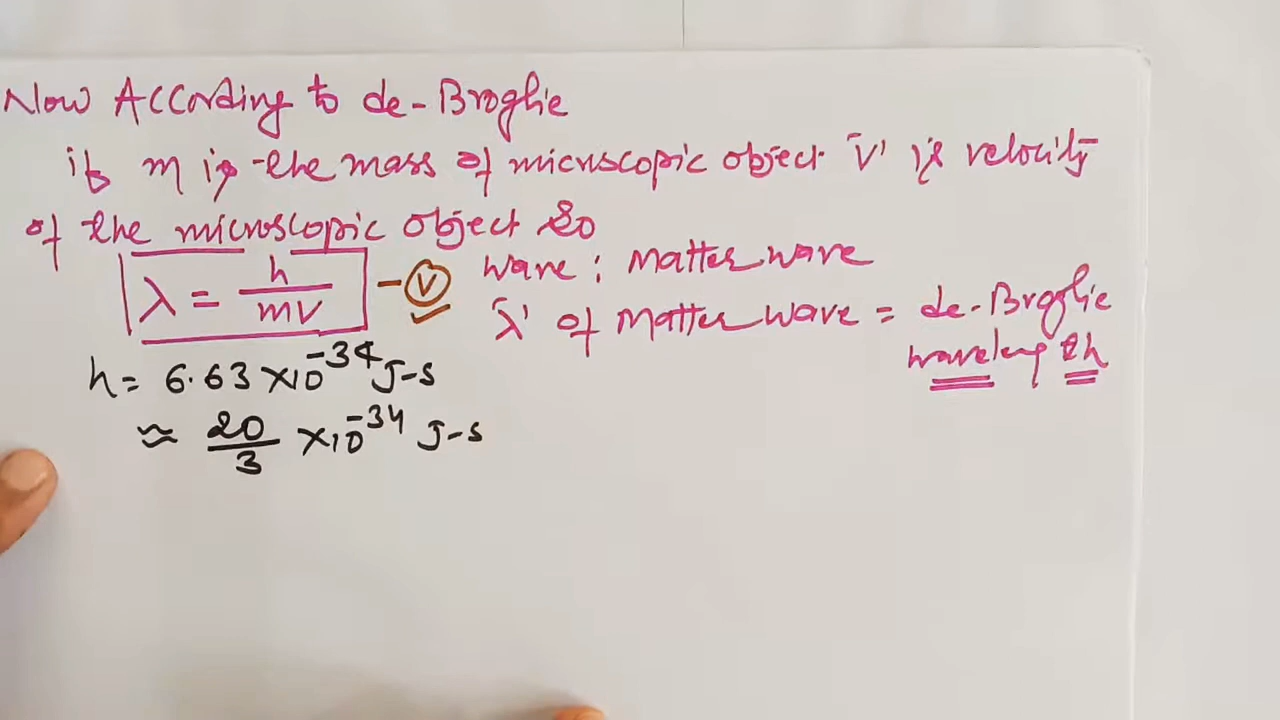 Now According to de-Broglie
if m is the mass of microscopic object 'v' is velocity
of the microscopic object so
λ = h/mv - (V)
wave : Matter wave
'λ' of Matter wave = de-Broglie
wavelength
h = 6.63 ×10^-34 J-s
≈ 20/3 ×10^-34 J-s